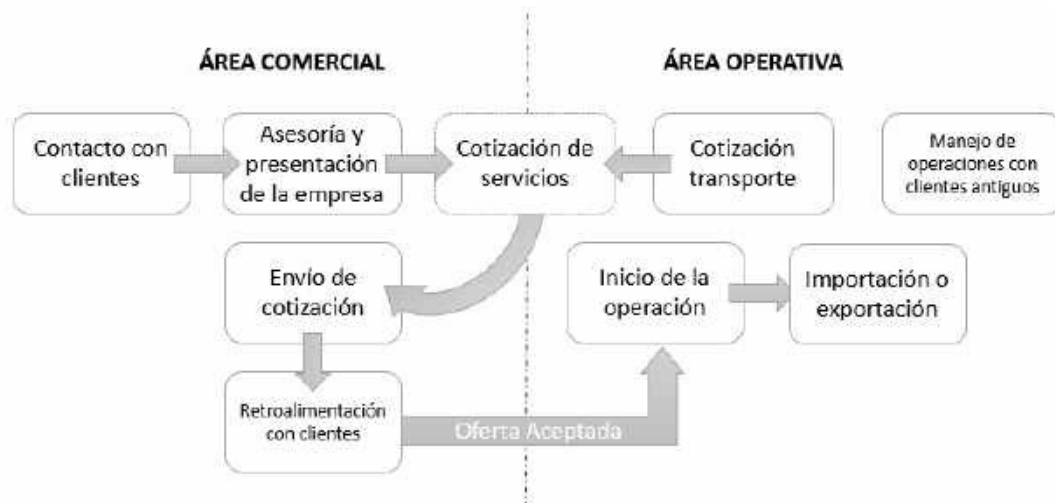 ÁREA COMERCIAL
ÁREA OPERATIVA
Contacto con
clientes
Asesoría y
presentación
de la empresa
Cotización de
servicios
Cotización
transporte
Manejo de
operaciones con
clientes antiguos
Envío de
cotización
Inicio de la
operación
Importación o
exportación
Retroalimentación
con clientes
Oferta Aceptada